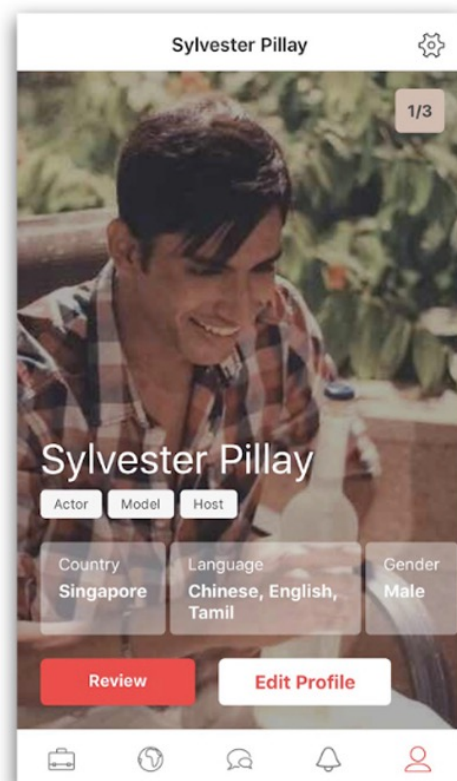 Sylvester Pillay
1/3
Sylvester Pillay
Actor Model Host
Country Language Gender
Singapore Chinese, English, Male
Tamil
Review Edit Profile